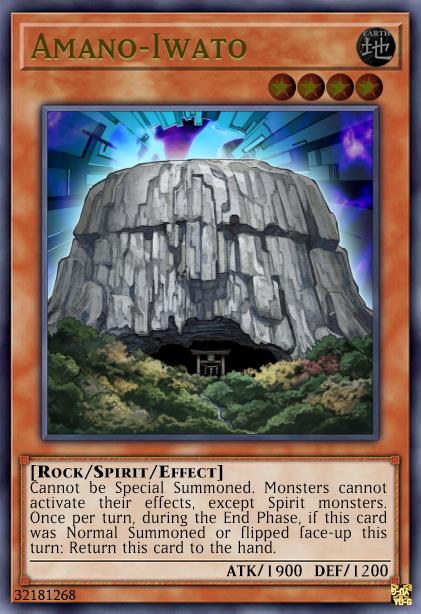 Amano-Iwato
EARTH
地
[Rock/Spirit/Effect]
Cannot be Special Summoned. Monsters cannot
activate their effects, except Spirit monsters.
Once per turn, during the End Phase, if this card
was Normal Summoned or flipped face-up this
turn: Return this card to the hand.
ATK/1900 DEF/1200
32181268